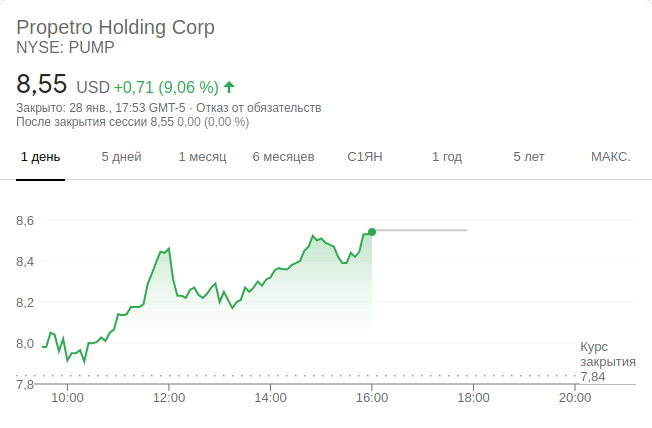 Propetro Holding Corp
NYSE: PUMP
8,55 USD +0,71 (9,06 %)
Закрыто: 28 янв., 17:53 GMT-5 · Отказ от обязательств
После закрытия сессии 8,55 0,00 (0,00 %)
1 день 5 дней 1 месяц 6 месяцев С1ЯН 1 год 5 лет МАКС.
8,6
8,4
8,2
8,0
7,8
Курс
закрытия
7,84
10:00 12:00 14:00 16:00 18:00 20:00